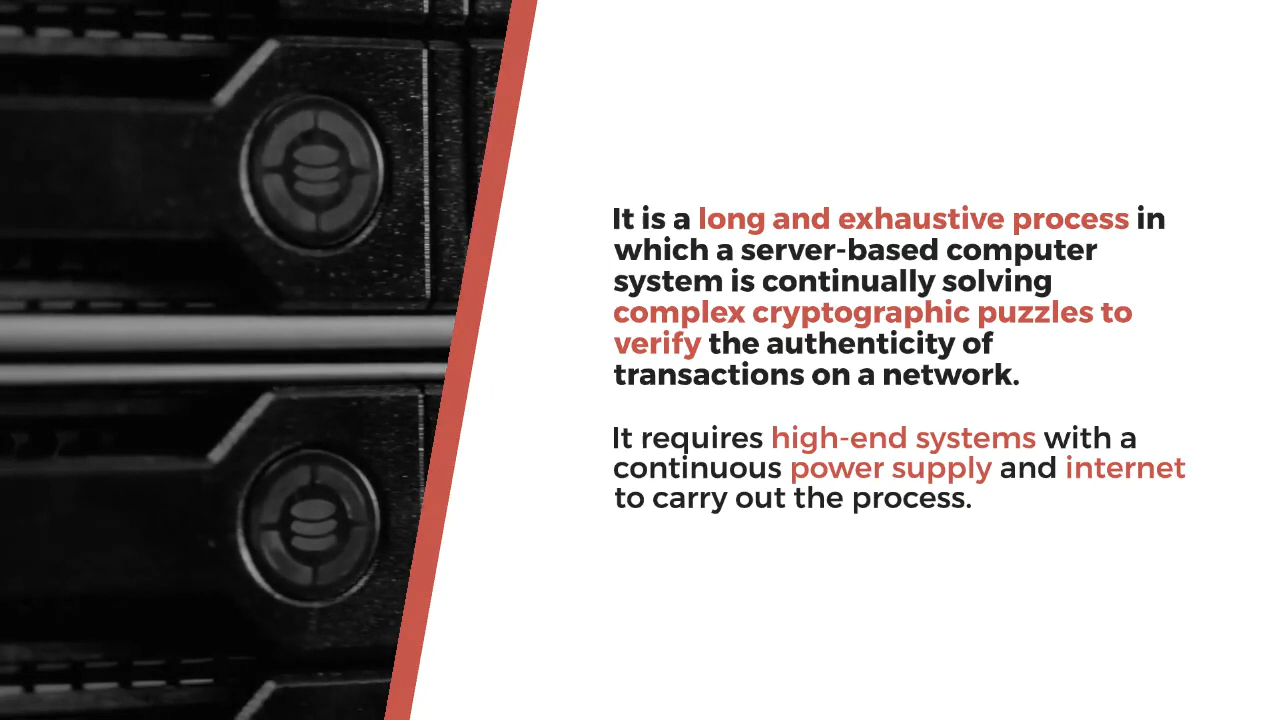 It is a long and exhaustive process in
which a server-based computer
system is continually solving
complex cryptographic puzzles to
verify the authenticity of
transactions on a network.
It requires high-end systems with a
continuous power supply and internet
to carry out the process.